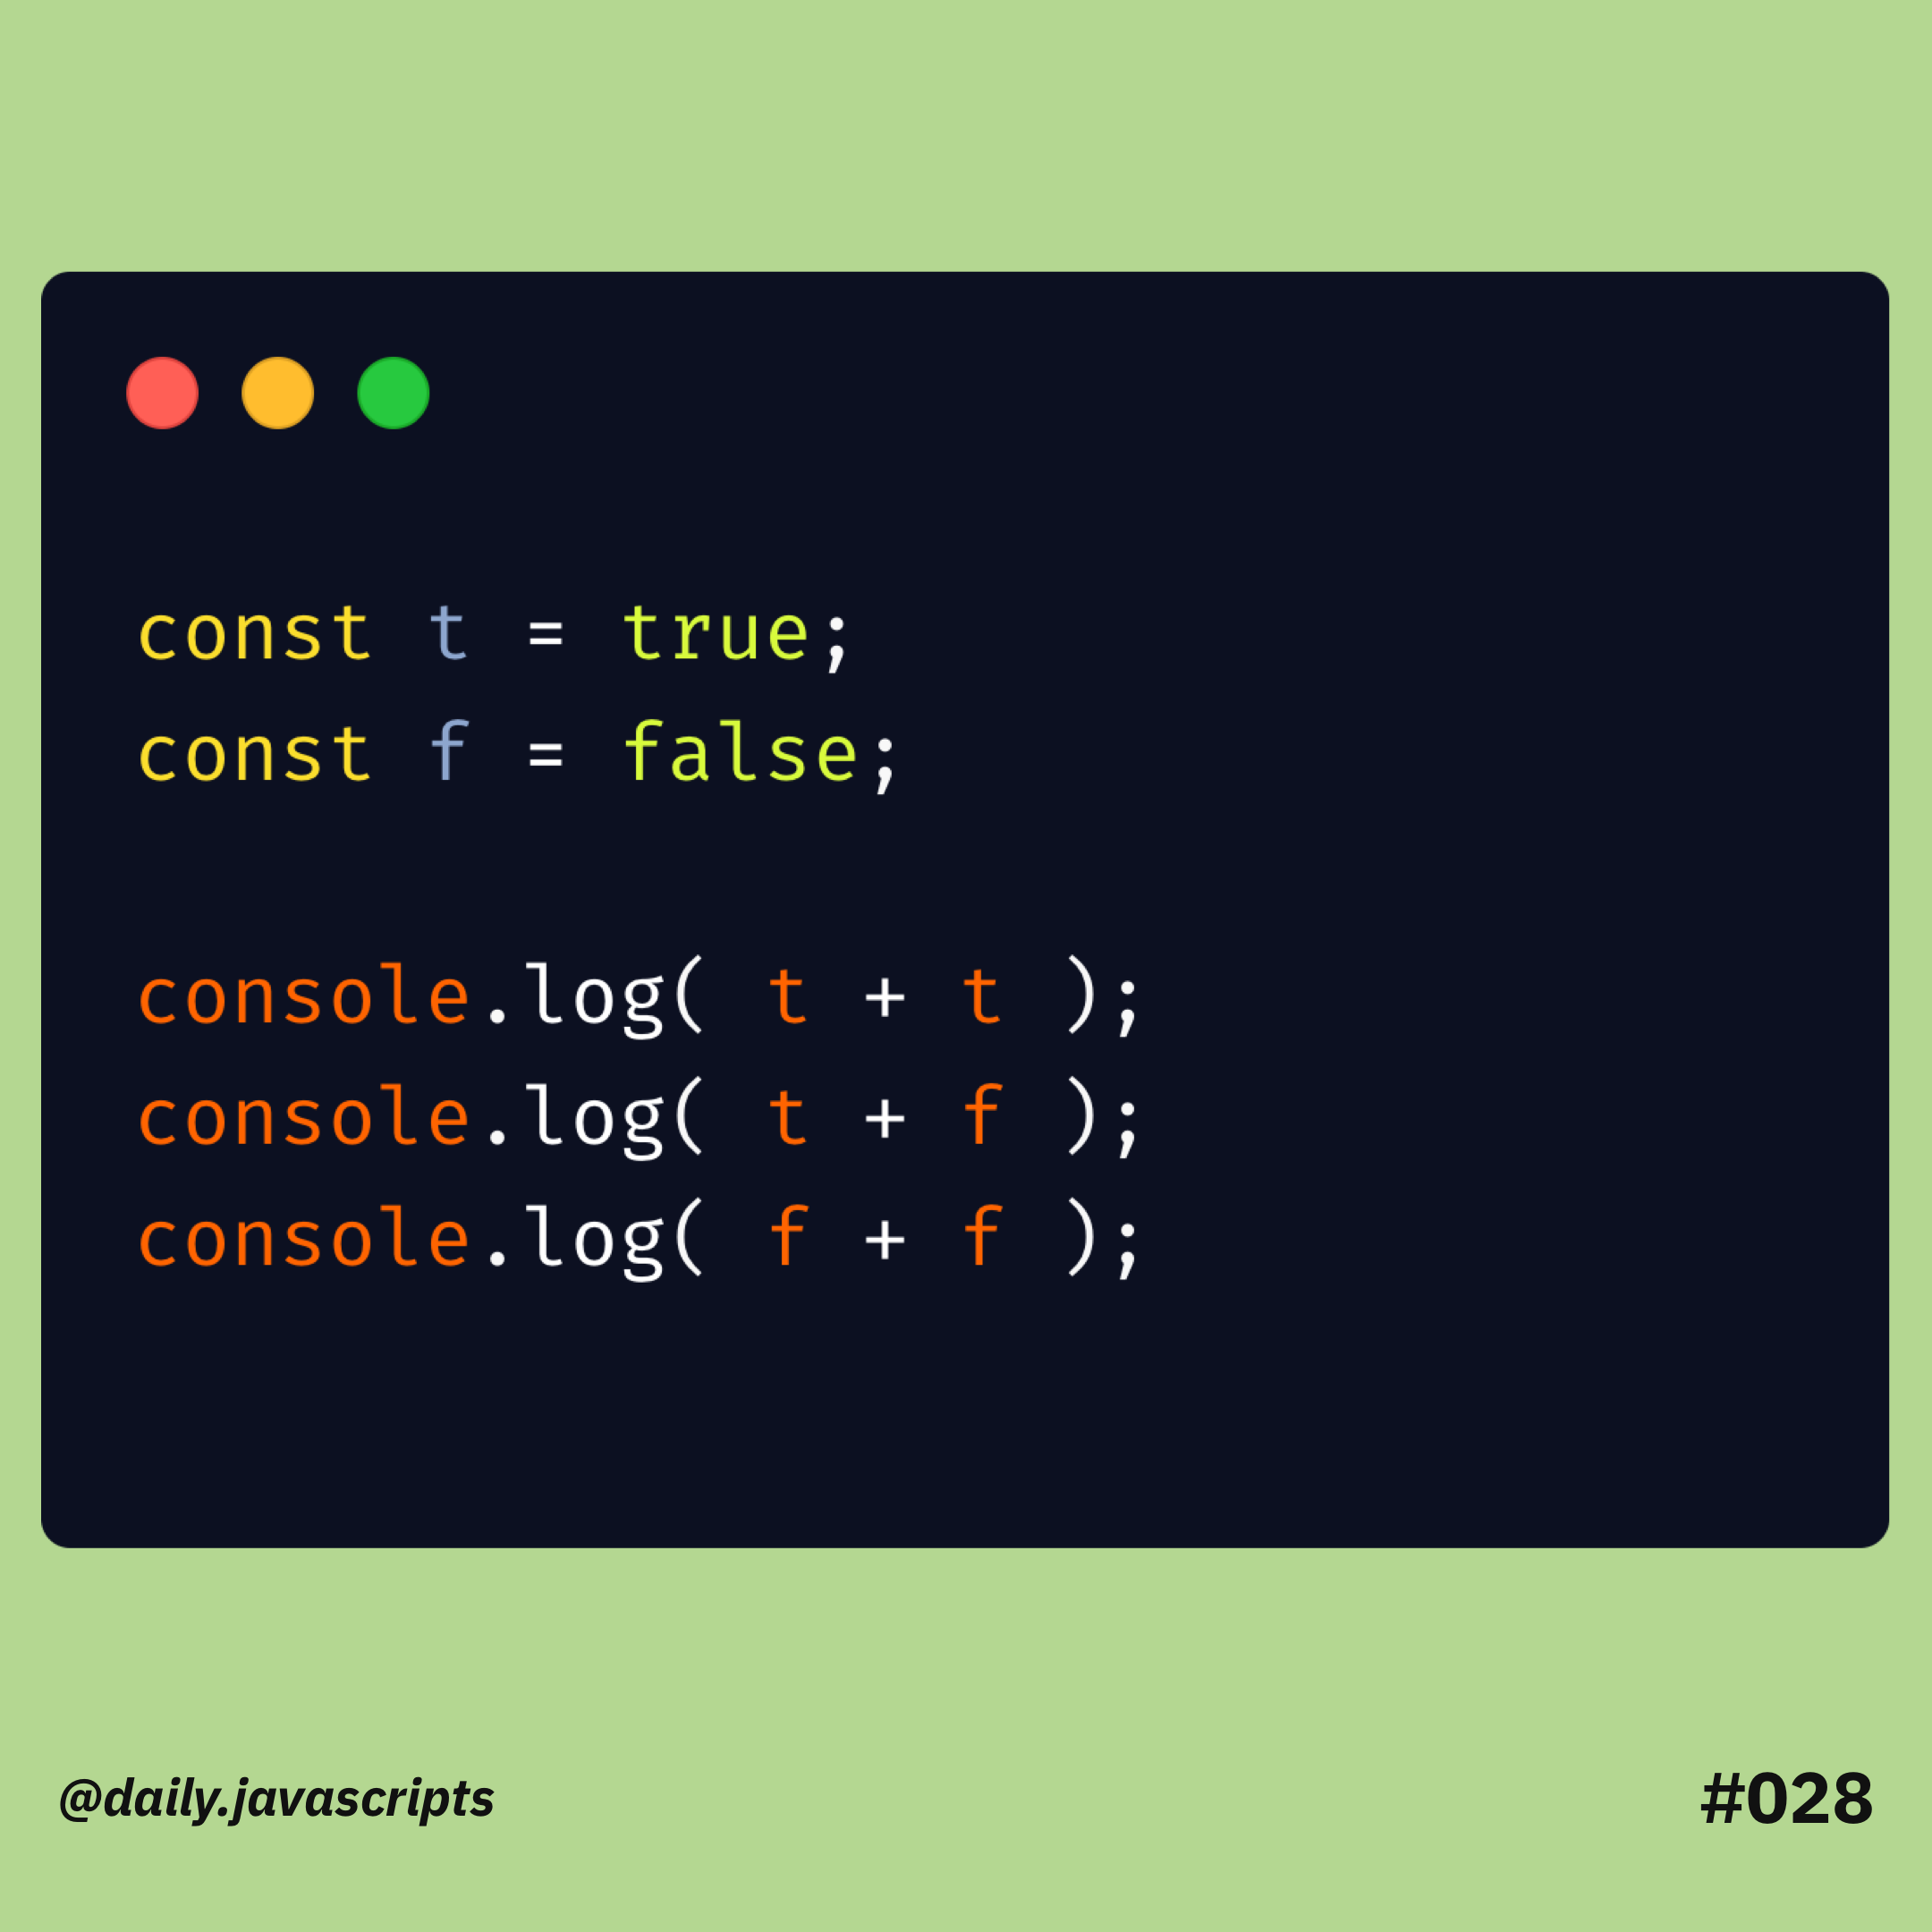 const t = true;
const f = false;
console.log( t + t );
console.log( t + f );
console.log( f + f );
@daily.javascripts
#028